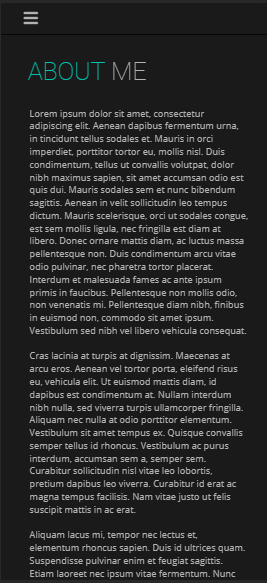 ABOUT ME
Lorem ipsum dolor sit amet, consectetur
adipiscing elit. Aenean dapibus fermentum urna,
in tincidunt tellus sodales et. Mauris in orci
imperdiet, porttitor tortor eu, mollis nisl. Duis
condimentum, tellus ut convallis volutpat, dolor
nibh maximus sapien, sit amet accumsan odio est
quis dui. Mauris sodales sem et nunc bibendum
sagittis. Aenean in velit sollicitudin leo tempus
dictum. Mauris scelerisque, orci ut sodales congue,
est sem mollis ligula, nec fringilla est diam at
libero. Donec ornare mattis diam, ac luctus massa
pellentesque non. Duis condimentum arcu vitae
odio pulvinar, nec pharetra tortor placerat.
Interdum et malesuada fames ac ante ipsum
primis in faucibus. Pellentesque non mollis odio,
non venenatis mi. Pellentesque diam nibh, finibus
in euismod non, commodo sit amet ipsum.
Vestibulum sed nibh vel libero vehicula consequat.
Cras lacinia at turpis at dignissim. Maecenas at
arcu eros. Aenean vel tortor porta, eleifend risus
eu, vehicula elit. Ut euismod mattis diam, id
dapibus est condimentum at. Nullam interdum
nibh nulla, sed viverra turpis ullamcorper fringilla.
Aliquam nec nulla at odio porttitor elementum.
Vestibulum sit amet tempus ex. Quisque convallis
semper tellus id rhoncus. Vestibulum ac purus
interdum, accumsan sem a, semper sem.
Curabitur sollicitudin nisl vitae leo lobortis,
pretium dapibus leo viverra. Curabitur id erat ac
magna tempus facilisis. Nam vitae justo ut felis
suscipit mattis in ac erat.
Aliquam lacus mi, tempor nec lectus et,
elementum rhoncus sapien. Duis id ultrices quam.
Suspendisse pulvinar enim et feugiat sagittis.
Etiam laoreet nec ipsum vitae fermentum. Nunc